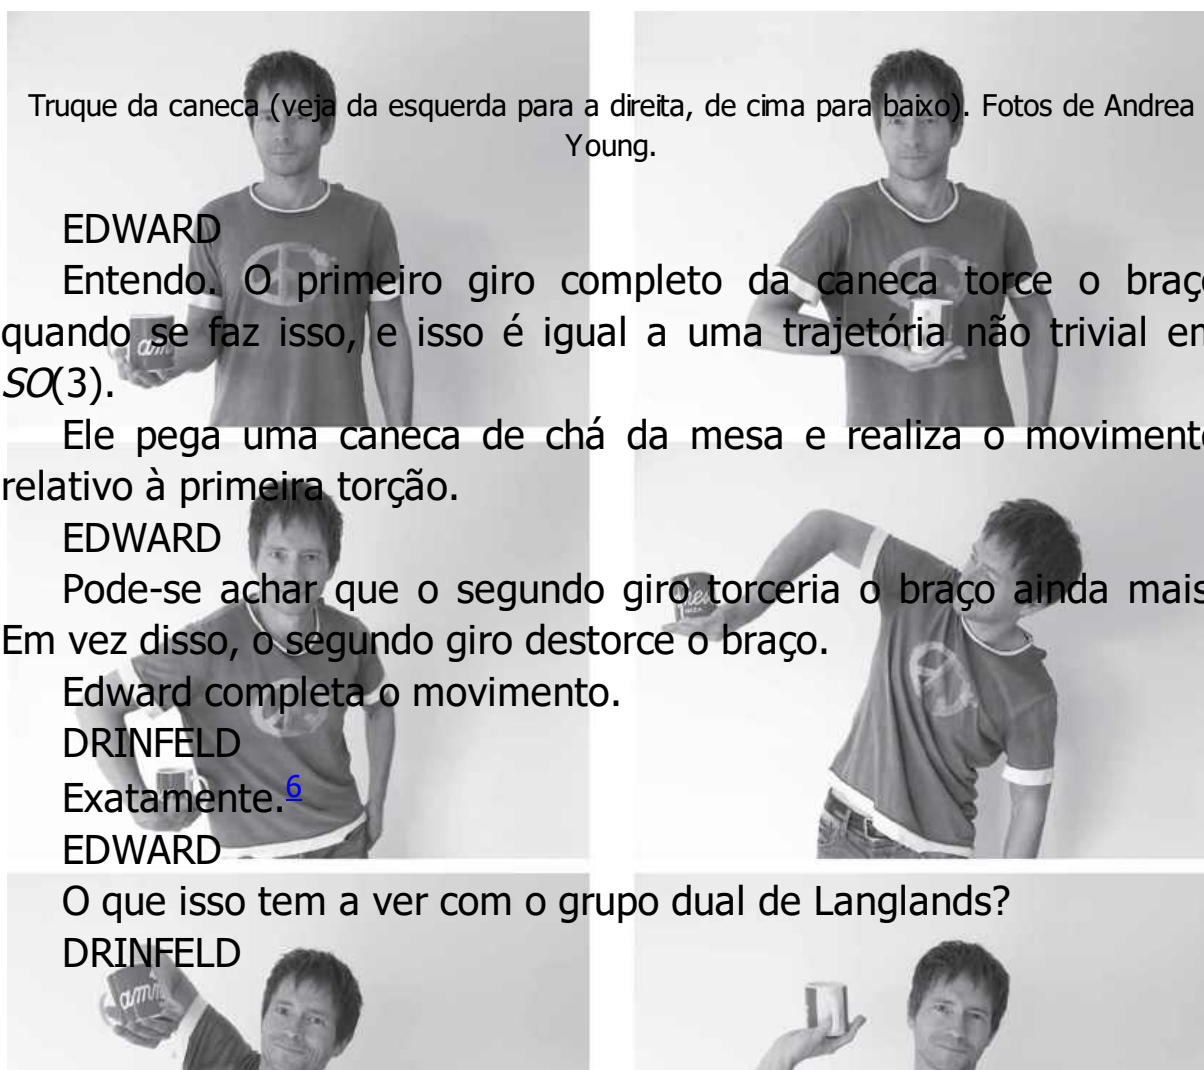 Truque da caneca (veja da esquerda para a direita, de cima para baixo). Fotos de Andrea
Young.
EDWARD
Entendo. O primeiro giro completo da caneca torce o braço
quando se faz isso, e isso é igual a uma trajetória não trivial em
SO(3).
Ele pega uma caneca de chá da mesa e realiza o movimento
relativo à primeira torção.
EDWARD
Pode-se achar que o segundo giro torceria o braço ainda mais.
Em vez disso, o segundo giro destorce o braço.
Edward completa o movimento.
DRINFELD
Exatamente.6
EDWARD
O que isso tem a ver com o grupo dual de Langlands?
DRINFELD